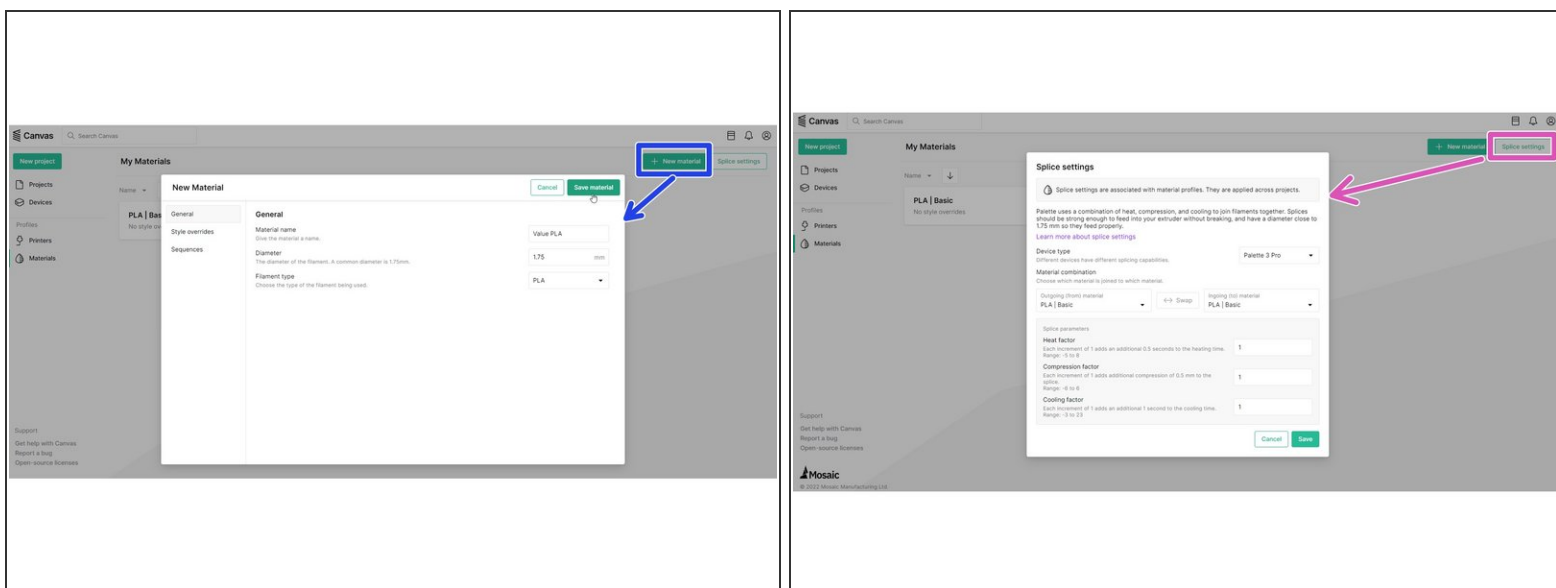 Canvas
Search Canvas
New project
My Materials
+ New material
Splice settings
Projects
Devices
Name
Profiles
Printers
Materials
PLA | Bas
No style ov
New Material
Cancel
Save material
General
Style overrides
Sequences
General
Material name
Give the material a name.
Value PLA
Diameter
The diameter of the filament. A common diameter is 1.75mm.
1.75 mm
Filament type
Choose the type of the filament being used.
PLA
Support
Get help with Canvas
Report a bug
Open-source licenses
Canvas
Search Canvas
New project
My Materials
+ New material
Splice settings
Projects
Devices
Name
Profiles
Printers
Materials
PLA | Basic
No style overrides
Splice settings
Splice settings are associated with material profiles. They are applied across projects.
Palette uses a combination of heat, compression, and cooling to join filaments together. Splices
should be strong enough to feed into your extruder without breaking, and have a diameter close to
1.75 mm so they feed properly.
Learn more about splice settings
Device type
Different devices have different splicing capabilities.
Palette 3 Pro
Material combination
Choose which material is joined to which material.
Outgoing (from) material
PLA | Basic
Swap
Ingoing (to) material
PLA | Basic
Splice parameters
Heat factor
Each increment of 1 adds an additional 0.5 seconds to the heating time.
Range: -5 to 8
1
Compression factor
Each increment of 1 adds additional compression of 0.5 mm to the
splice.
Range: -6 to 6
1
Cooling factor
Each increment of 1 adds an additional 1 second to the cooling time.
Range: -3 to 23
1
Cancel
Save
Support
Get help with Canvas
Report a bug
Open-source licenses
Mosaic
© 2022 Mosaic Manufacturing Ltd.